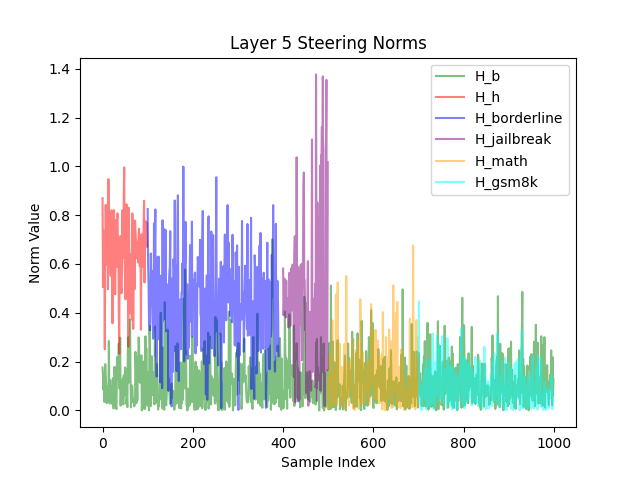 Layer 5 Steering Norms
H_b
H_h
H_borderline
H_jailbreak
H_math
H_gsm8k
Norm Value
1.4
1.2
1.0
0.8
0.6
0.4
0.2
0.0
0 200 400 600 800 1000
Sample Index